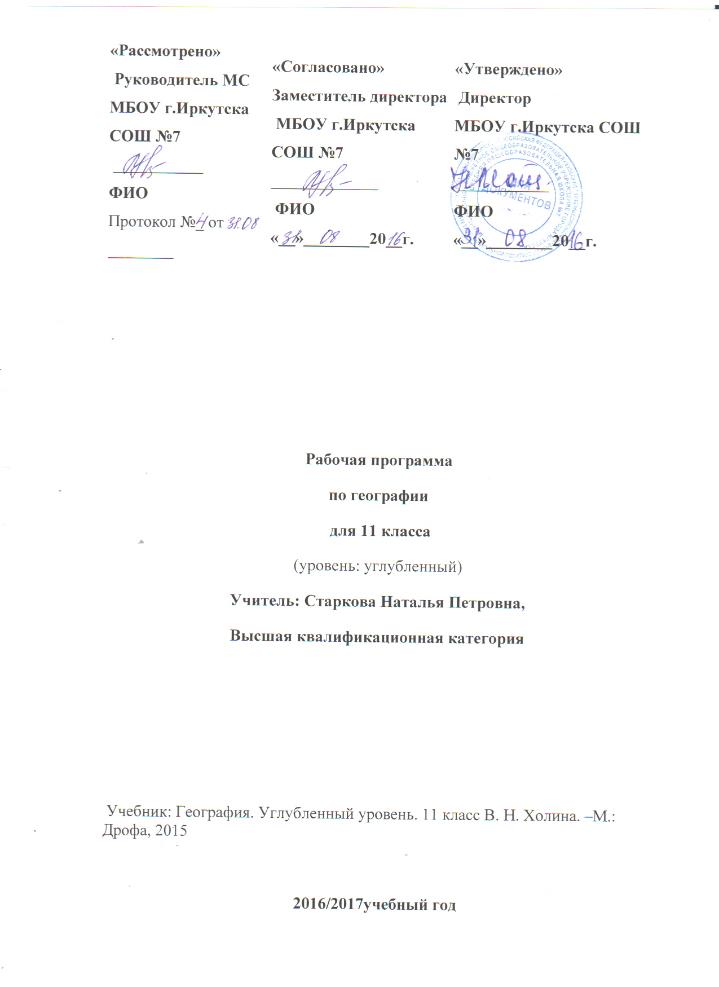 «Рассмотрено»
Руководитель МС
МБОУ г.Иркутска
СОШ №7
ФИО
Протокол №4 от 31.08
«Согласовано»
Заместитель директора
МБОУ г.Иркутска
СОШ №7
ФИО
«31» 08 2016г.
«Утверждено»
Директор
МБОУ г.Иркутска СОШ
№7
ДОКУМЕНТОВ
ФИО
«31» 08 2016г.
Рабочая программа
по географии
для 11 класса
(уровень: углубленный)
Учитель: Старкова Наталья Петровна,
Высшая квалификационная категория
Учебник: География. Углубленный уровень. 11 класс В. Н. Холина. –М.:
Дрофа, 2015
2016/2017учебный год